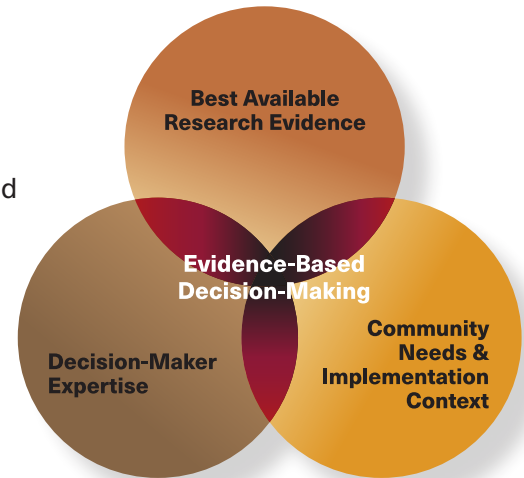 Best Available
Research Evidence
d
Evidence-Based
Decision-Making
Community
Needs &
Implementation
Context
Decision-Maker
Expertise